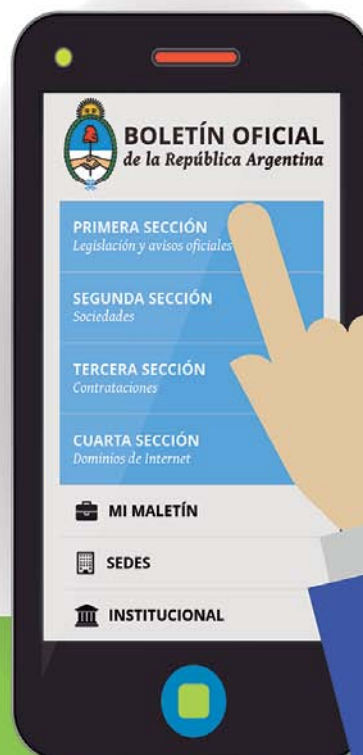 BOLETÍN OFICIAL
de la República Argentina
PRIMERA SECCIÓN
Legislación y avisos oficiales
SEGUNDA SECCIÓN
Sociedades
TERCERA SECCIÓN
Contrataciones
CUARTA SECCIÓN
Dominios de Internet
MI MALETÍN
SEDES
INSTITUCIONAL